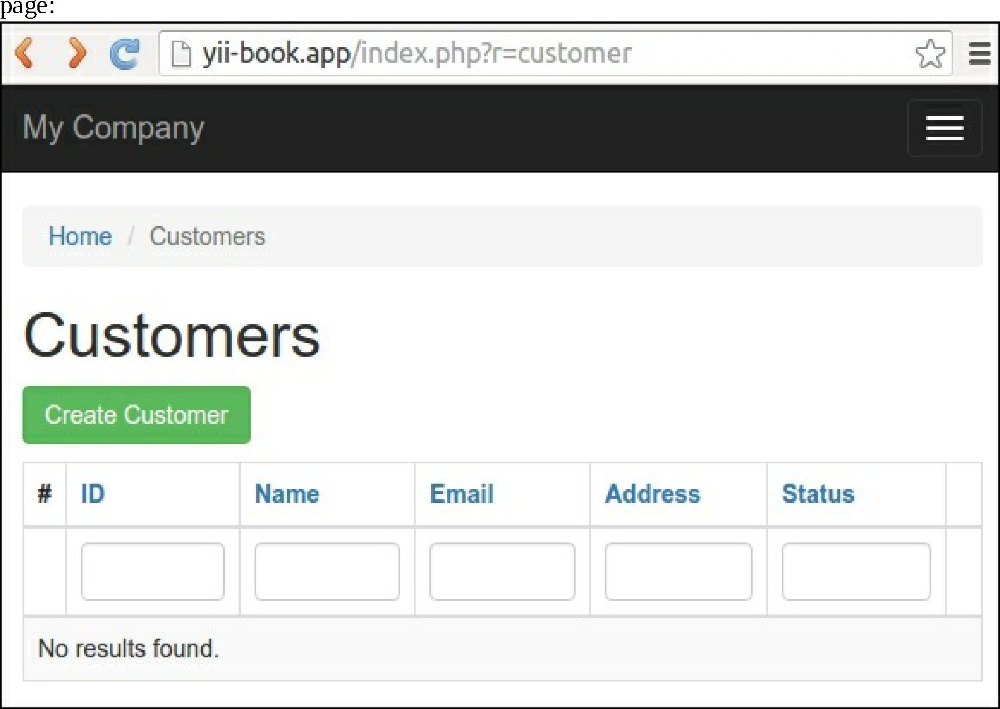 page:
yii-book.app/index.php?r=customer
My Company
Home / Customers
Customers
Create Customer
# ID Name Email Address Status
No results found.